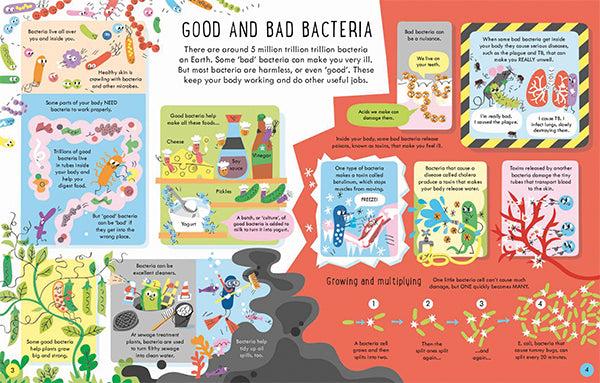 GOOD AND BAD BACTERIA
There are around 5 million trillion trillion bacteria
on Earth. Some 'bad' bacteria can make you very ill.
But most bacteria are harmless, or even 'good'. These
keep your body working and do other useful jobs.
Bacteria live all over
you and inside you.
Healthy skin is
crawling with bacteria
and other microbes.
Some parts of your body NEED
bacteria to work properly.
Trillions of good
bacteria live
in tubes
inside your
body and
help you
digest food.
But 'good' bacteria
can be 'bad' if
they get into the
wrong place.
Good bacteria help
make all these foods...
Cheese
Soy
sauce
Vinegar
Pickles
Yogurt
A batch, or 'culture', of
good bacteria is added to
milk to turn it into yogurt.
Some good bacteria
help plants grow
big and strong.
Bacteria can be
excellent cleaners.
At sewage treatment
plants, bacteria are used
to turn filthy sewage
into clean water.
Bacteria help
tidy up oil
spills, too.
3
Bad bacteria can
be a nuisance.
We live on
your teeth.
Acids we make can
damage them.
When some bad bacteria get inside
your body they cause serious diseases,
such as the plague and TB, that can
make you REALLY unwell.
I'm really bad.
I caused the plague.
I cause TB. I
infect lungs, slowly
destroying them.
Inside your body, some bad bacteria release
poisons, known as toxins, that make you feel ill.
One type of bacteria
makes a toxin called
botulinum, which stops
muscles from moving.
FREEZE!
Bacteria that cause a
disease called cholera
produce a toxin that makes
your body release water.
Toxins released by another
bacteria damage the tiny
tubes that transport blood
to the skin.
Growing and multiplying
One little bacteria cell can't cause much
damage, but ONE quickly becomes MANY.
1
2
3
4
A bacteria cell
grows and then
splits into two.
Then the
split ones split
again...
...and
again...
E. coli, bacteria that
cause tummy bugs, can
split every 20 minutes.
4